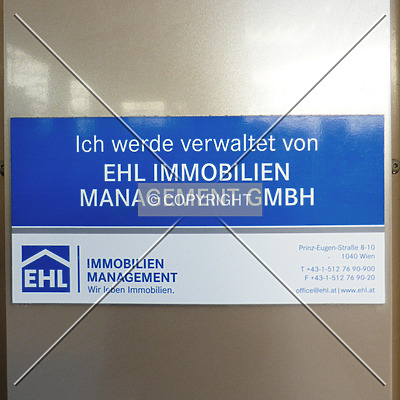 Ich werde verwaltet von
EHL IMMOBILIEN
MANAGEMENT GMBH
© COPYRIGHT
EHL
IMMOBILIEN
MANAGEMENT
Wir leben Immobilien.
Prinz-Eugen-Straße 8-10
1040 Wien
T +43-1-512 76 90-900
F +43-1-512 76 90-20
office@ehl.at | www.ehl.at